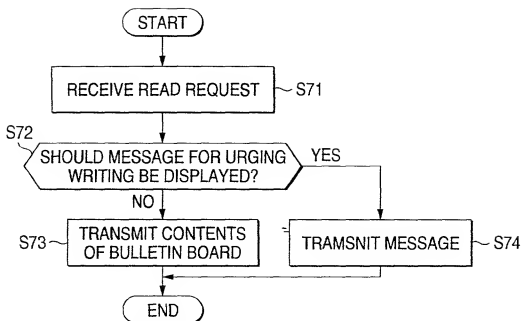 START
RECEIVE READ REQUEST
S71
S72
SHOULD MESSAGE FOR URGING
WRITING BE DISPLAYED?
YES
NO
S73
TRANSMIT CONTENTS
OF BULLETIN BOARD
TRAMSNIT MESSAGE
S74
END